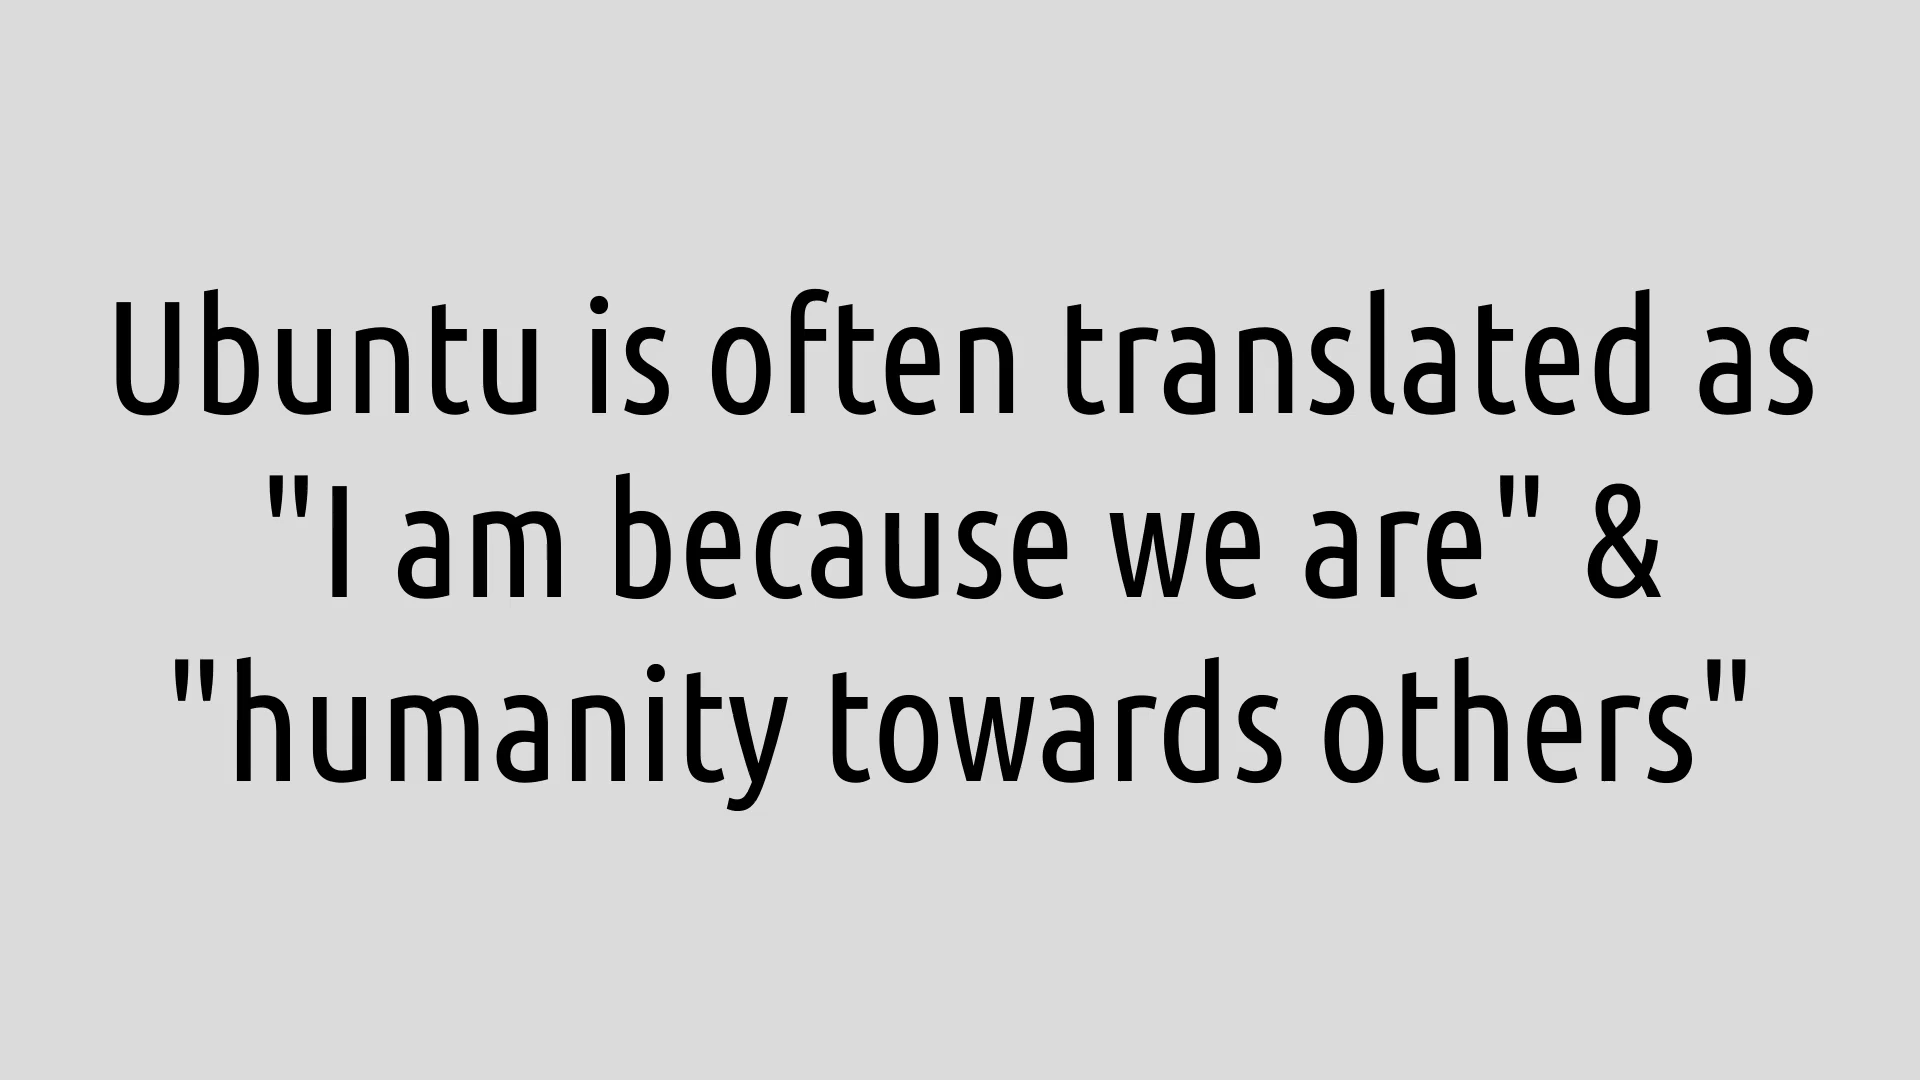 Ubuntu is often translated as
"I am because we are" &
"humanity towards others"